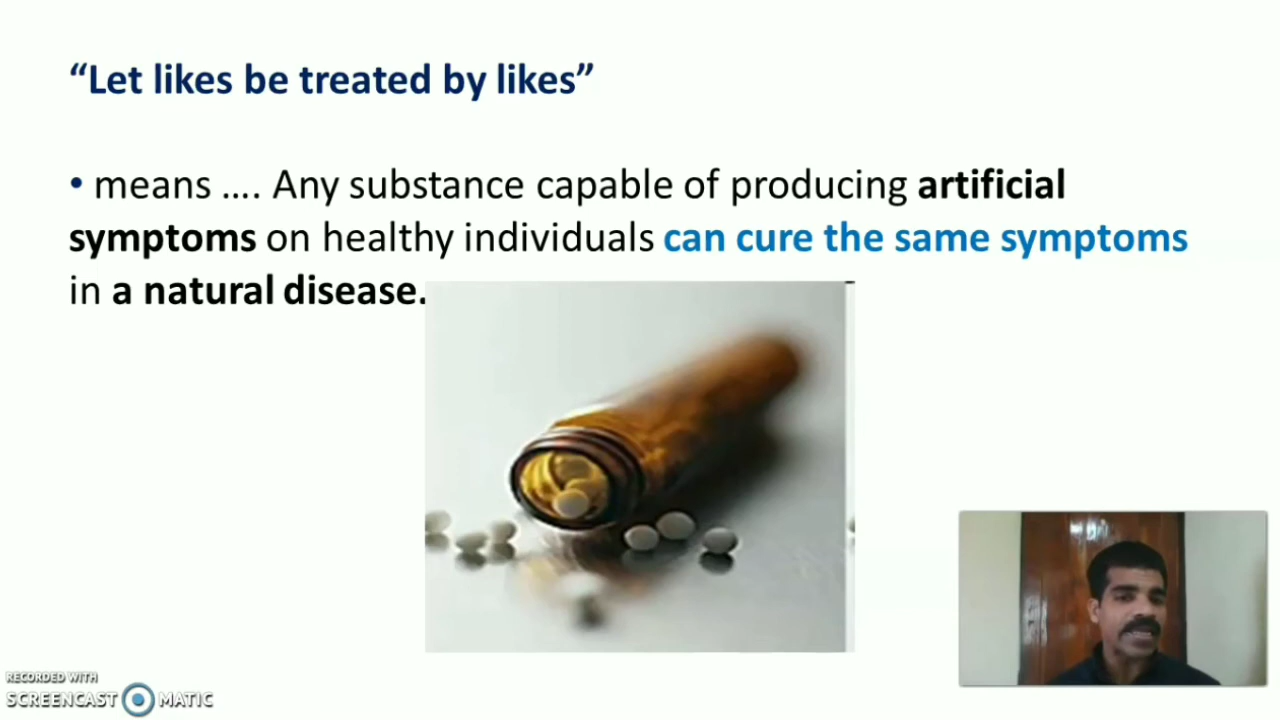 “Let likes be treated by likes”
• means .... Any substance capable of producing artificial
symptoms on healthy individuals can cure the same symptoms
in a natural disease.
RECORDED WITH
SCREENCAST MATIC